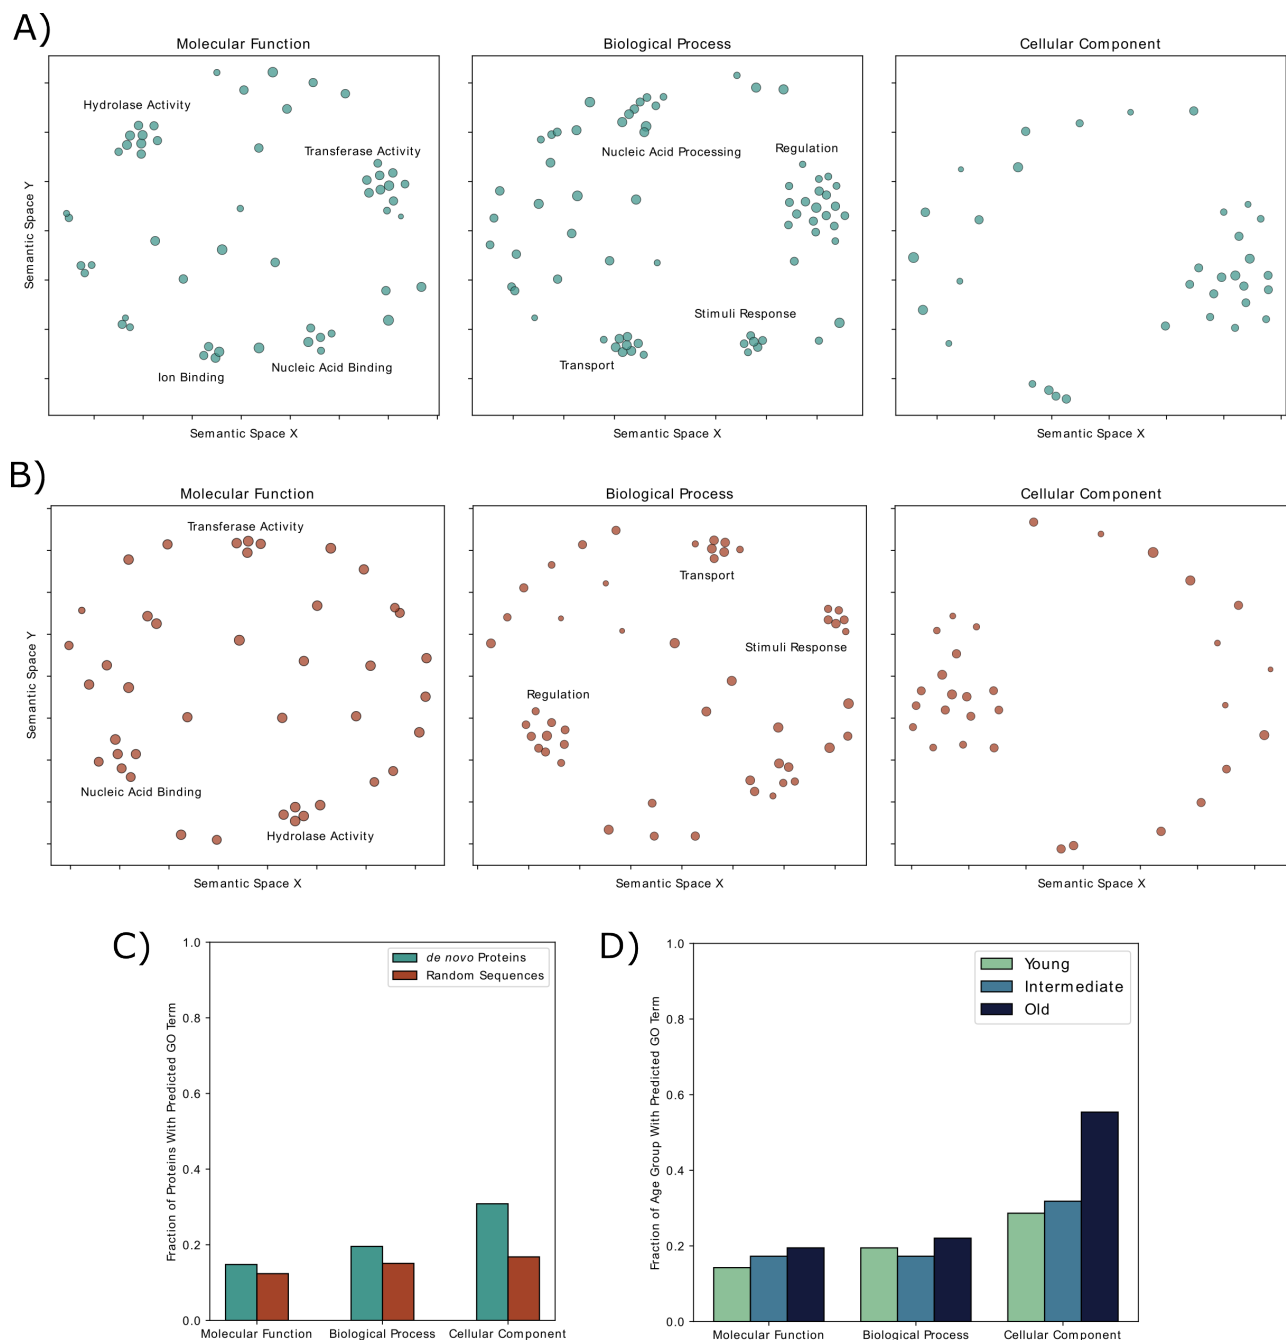 A)
Molecular Function
Biological Process
Cellular Component
Hydrolase Activity
Transferase Activity
Ion Binding
Nucleic Acid Binding
Nucleic Acid Processing
Regulation
Stimuli Response
Transport
Semantic Space Y
Semantic Space X
Semantic Space X
Semantic Space X
B)
Molecular Function
Biological Process
Cellular Component
Transferase Activity
Nucleic Acid Binding
Hydrolase Activity
Transport
Stimuli Response
Regulation
Semantic Space Y
Semantic Space X
Semantic Space X
Semantic Space X
C)
Fraction of Proteins With Predicted GO Term
1.0
0.8
0.6
0.4
0.2
0.0
de novo Proteins
Random Sequences
Molecular Function
Biological Process
Cellular Component
D)
Fraction of Age Group With Predicted GO Term
1.0
0.8
0.6
0.4
0.2
0.0
Young
Intermediate
Old
Molecular Function
Biological Process
Cellular Component